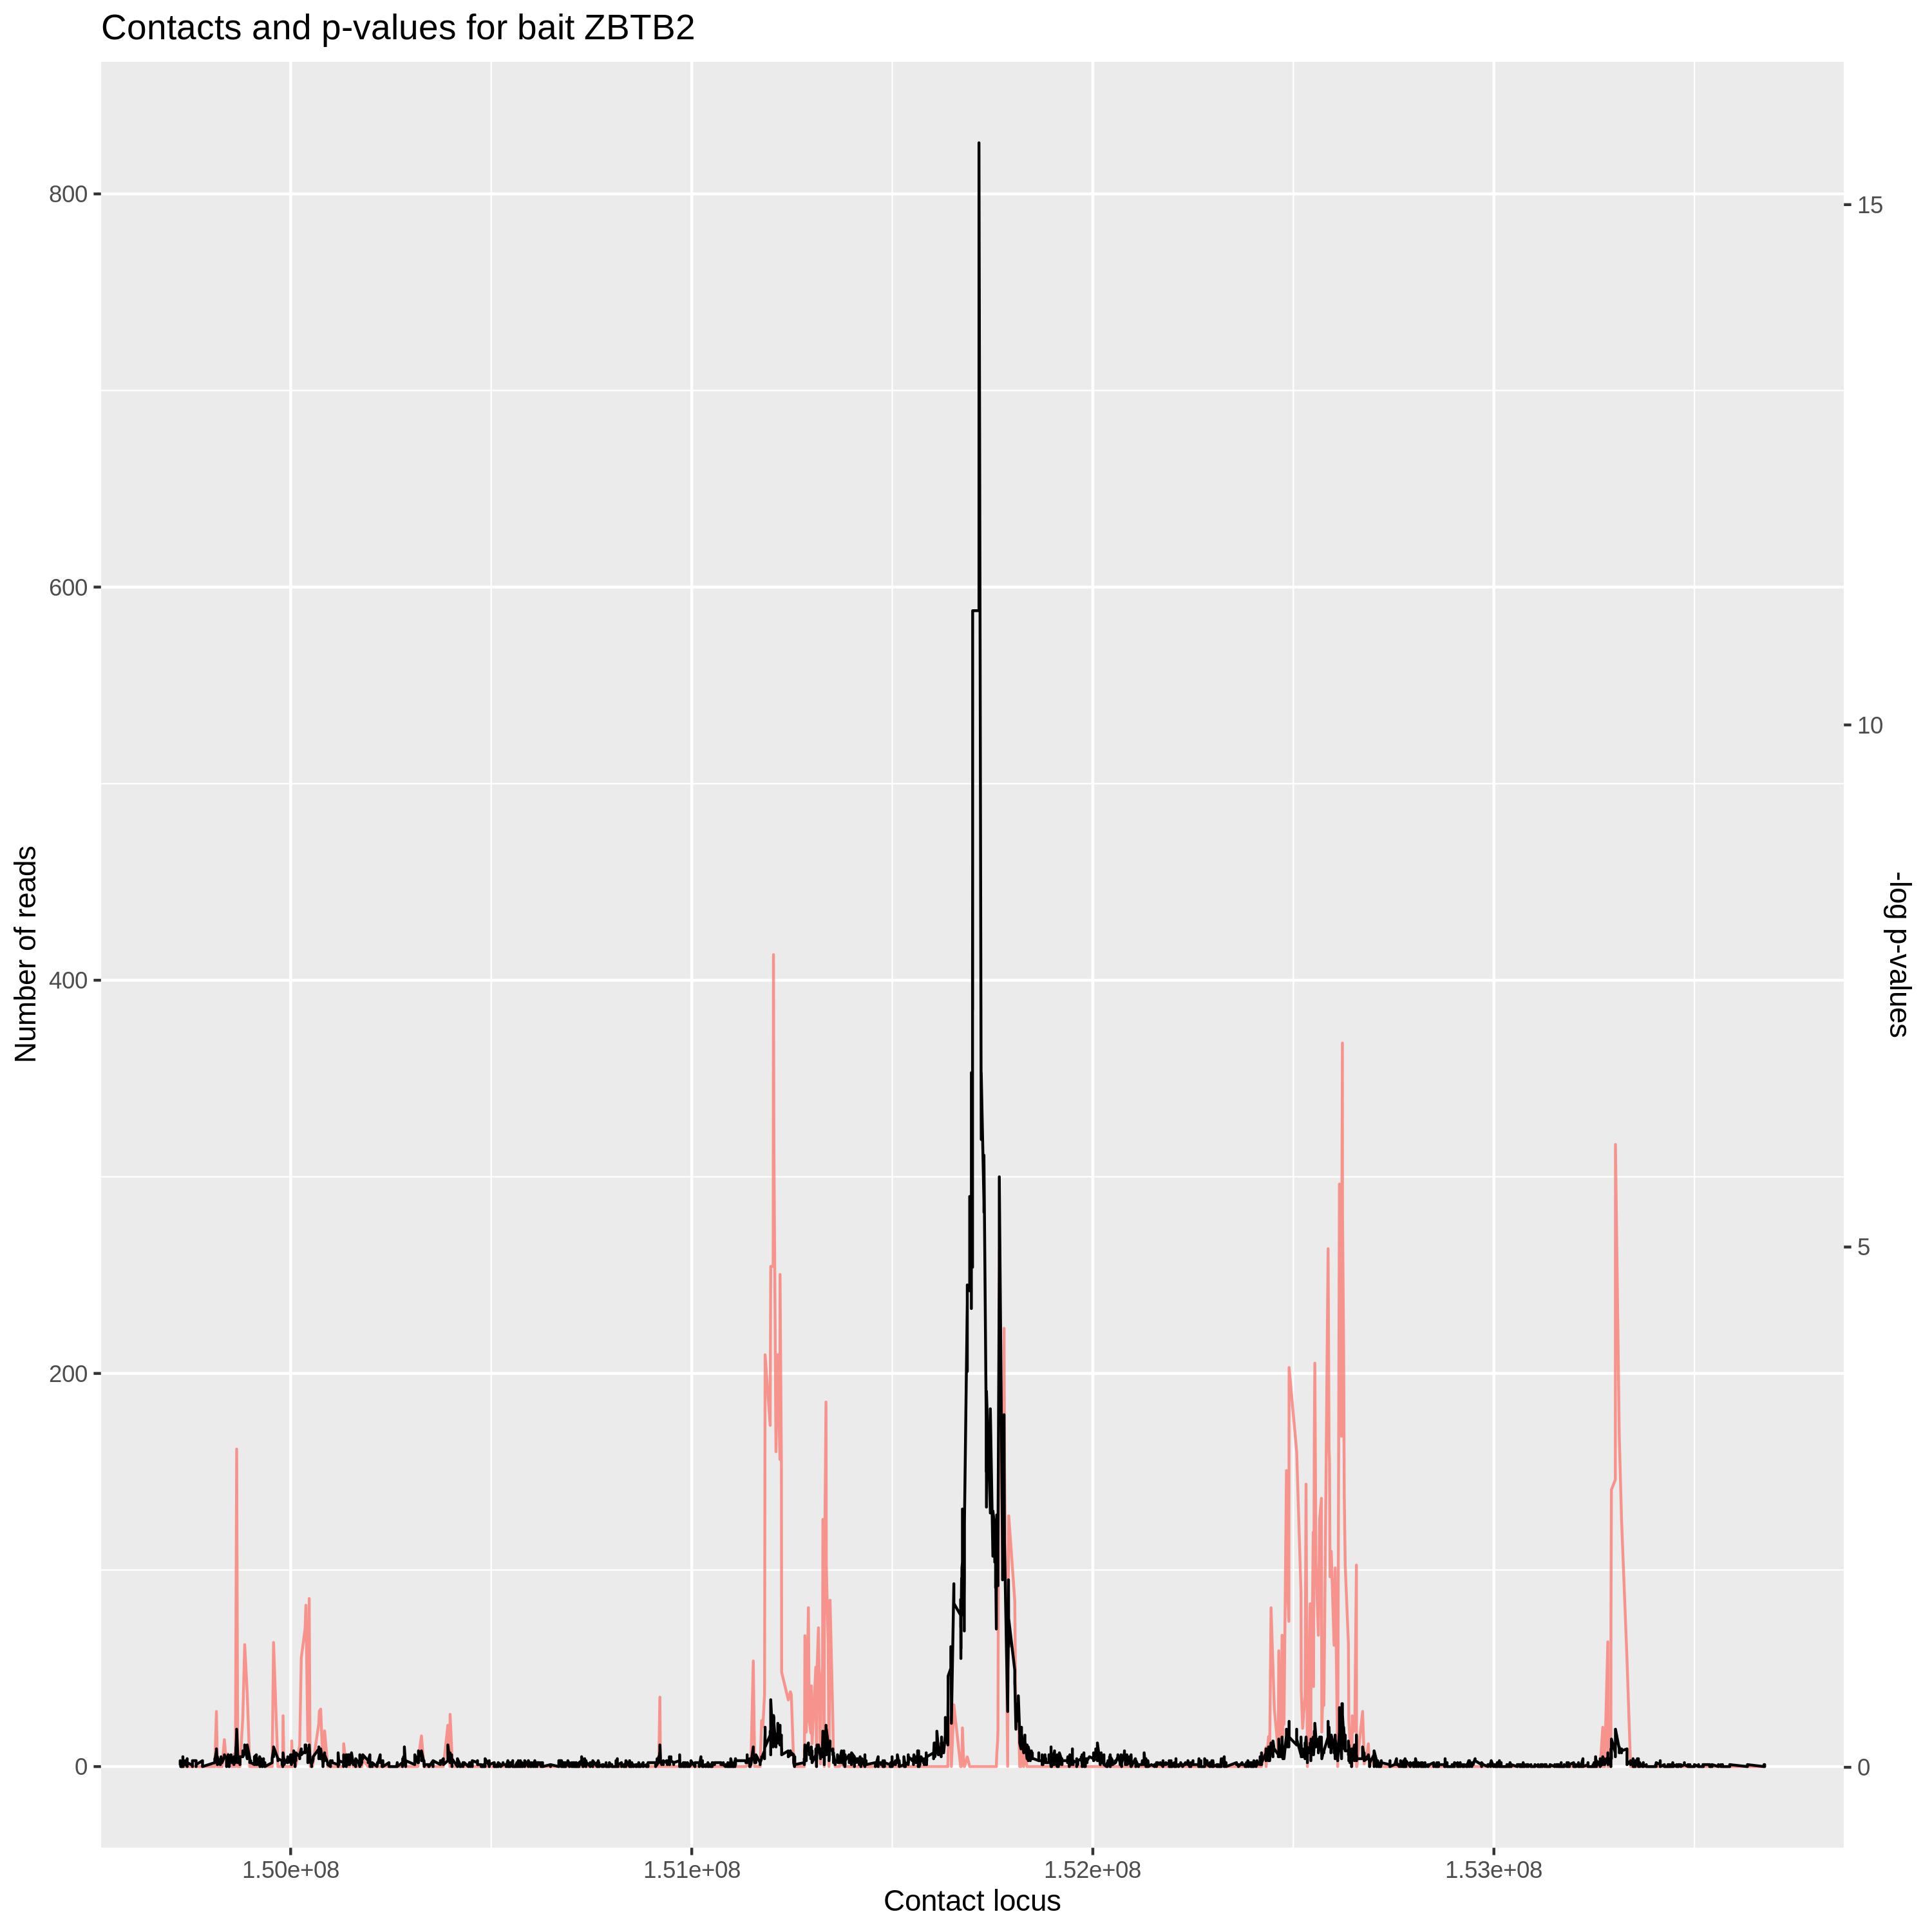 Contacts and p-values for bait ZBTB2
800
600
400
200
0
Number of reads
15
10
5
0
-log p-values
1.50e+08
1.51e+08
1.52e+08
1.53e+08
Contact locus